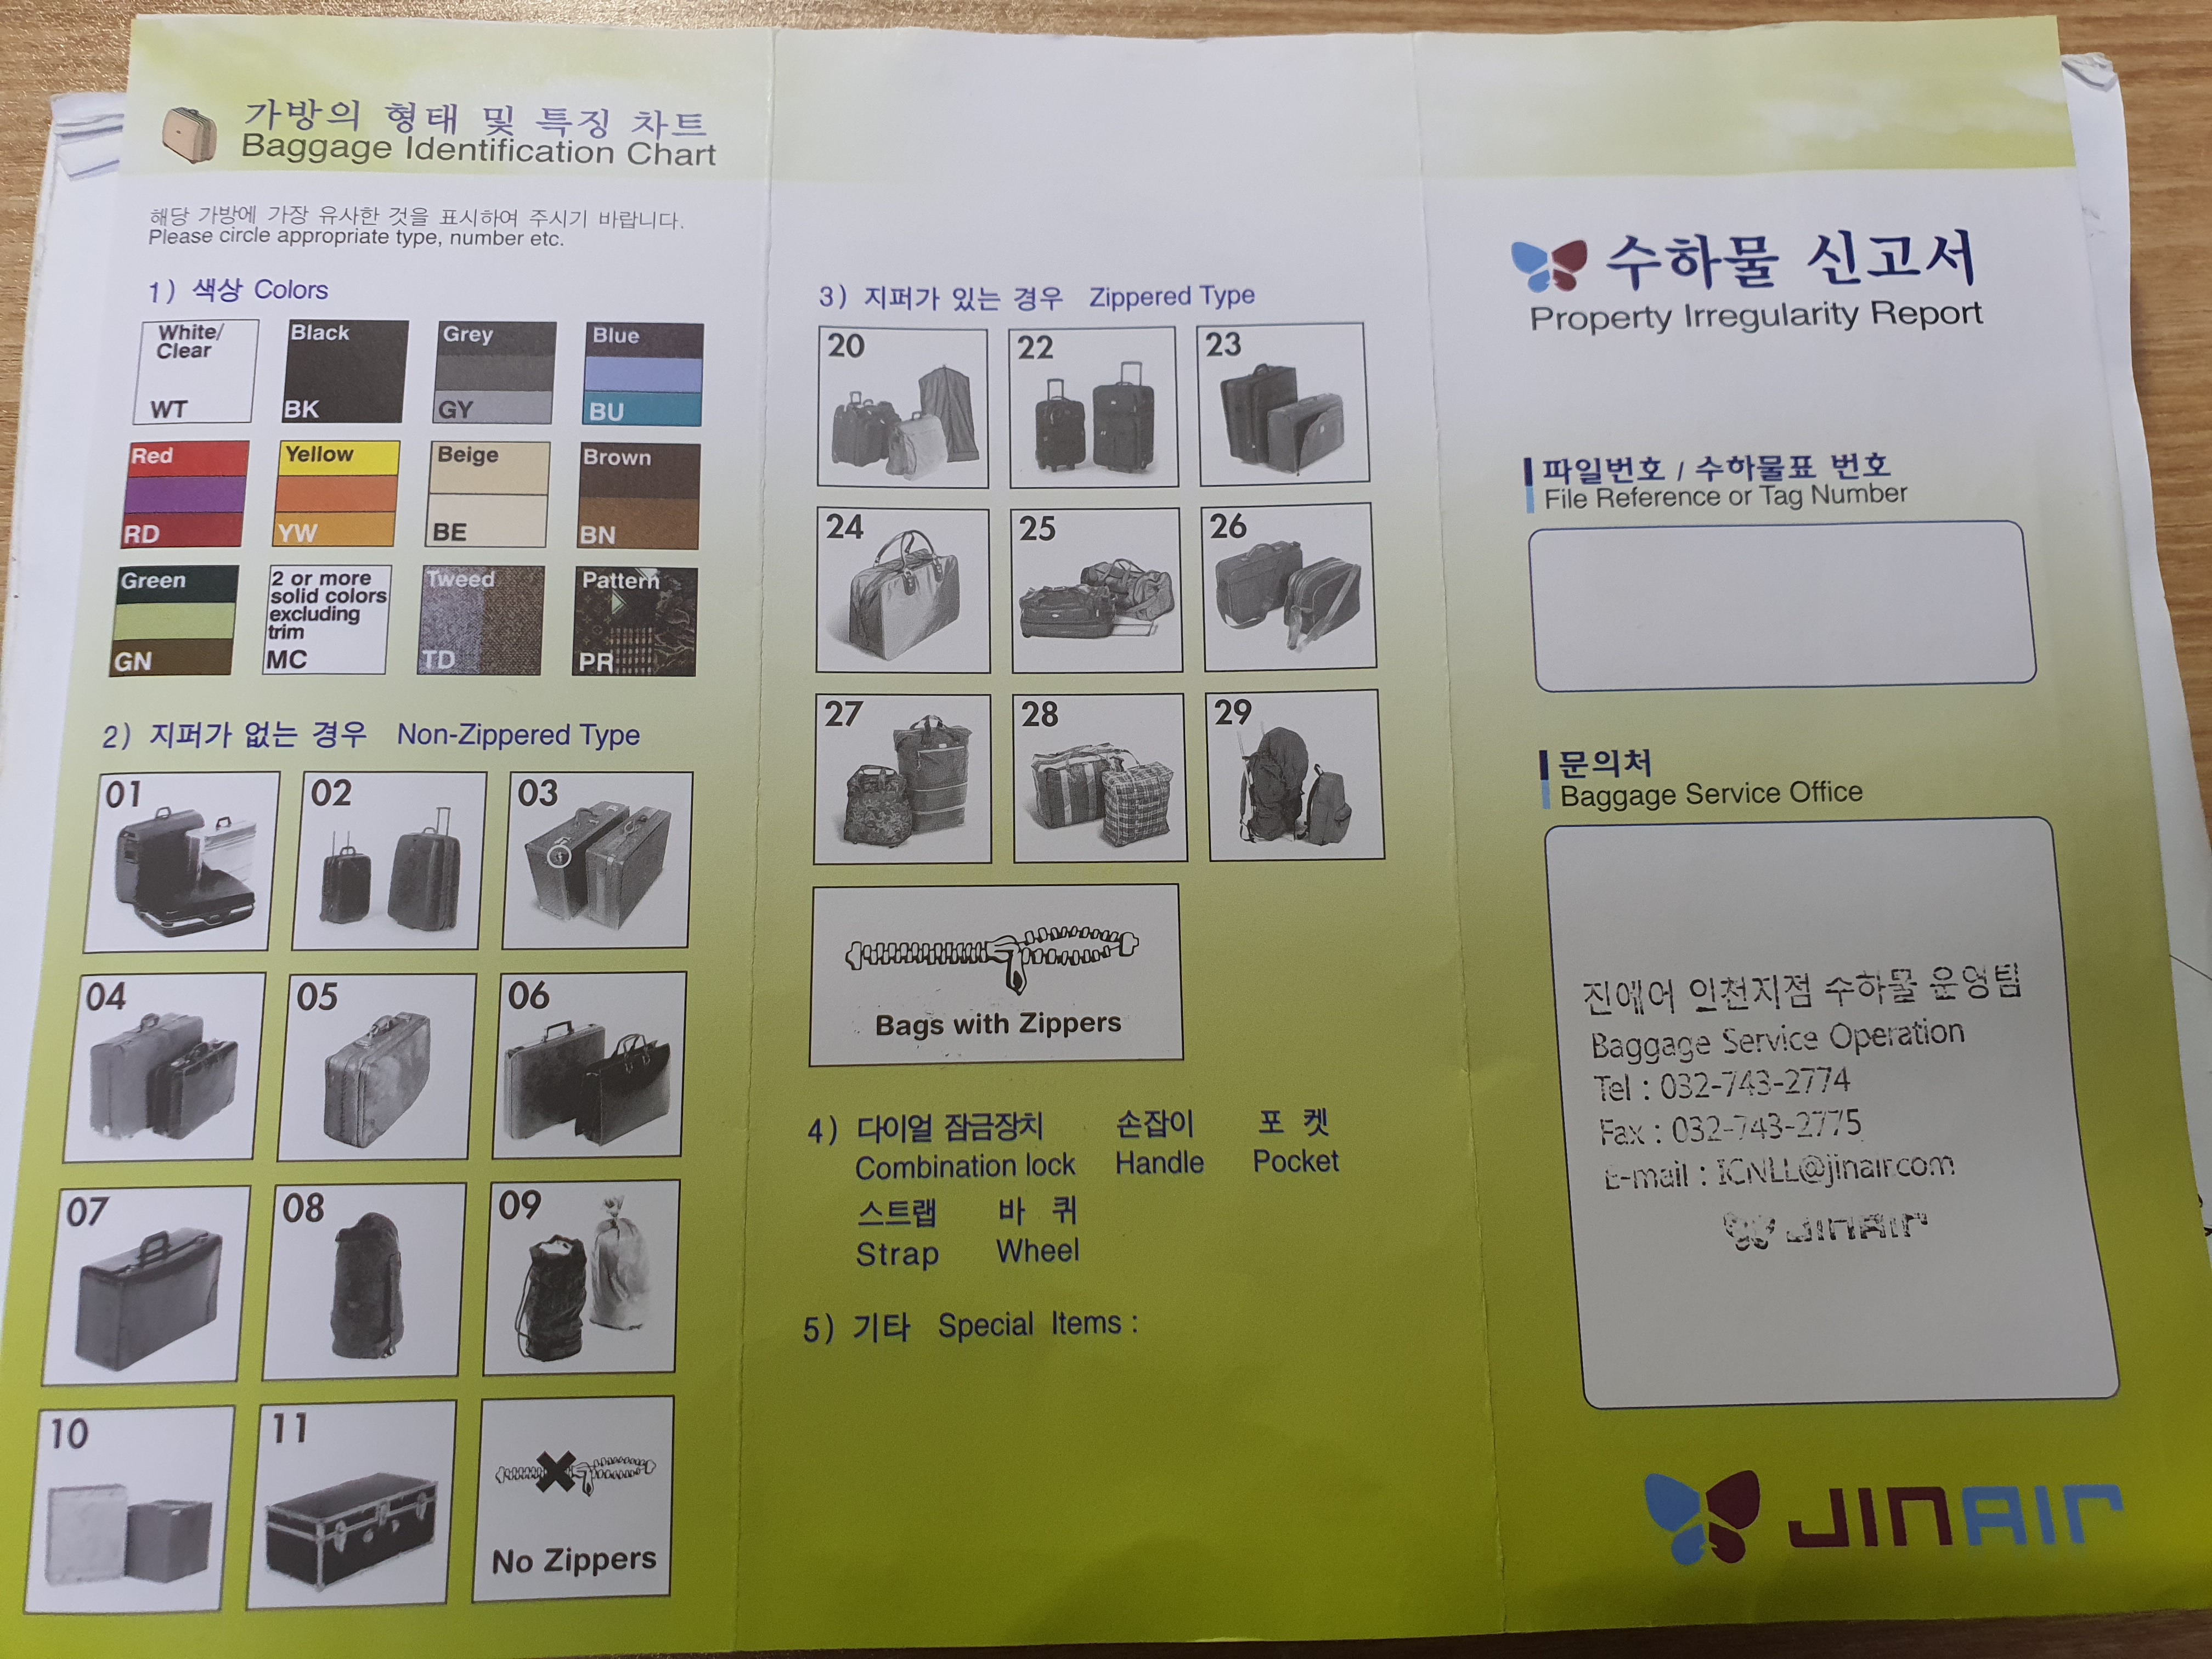 가방의 형태 및 특징 차트
Baggage Identification Chart
해당 가방에 가장 유사한 것을 표시하여 주시기 바랍니다.
Please circle appropriate type, number etc.
1) 색상 Colors
White/
Clear
WT
Black
BK
Grey
GY
Blue
BU
Red
RD
Yellow
YW
Beige
BE
Brown
BN
Green
GN
2 or more
solid colors
excluding
trim
MC
Tweed
TD
Pattern
PR
2) 지퍼가 없는 경우 Non-Zippered Type
01
02
03
04
05
06
07
08
09
10
11
No Zippers
3) 지퍼가 있는 경우 Zippered Type
20
22
23
24
25
26
27
28
29
Bags with Zippers
4) 다이얼 잠금장치 손잡이 포 켓
Combination lock Handle Pocket
스트랩 바 퀴
Strap Wheel
5) 기타 Special Items :
수하물 신고서
Property Irregularity Report
파일번호 / 수하물표 번호
File Reference or Tag Number
문의처
Baggage Service Office
진에어 인천지점 수하물 운영팀
Baggage Service Operation
Tel : 032-743-2774
Fax : 032-743-2775
E-mail : ICNLL@jinair.com
JINAIR
JINAIR